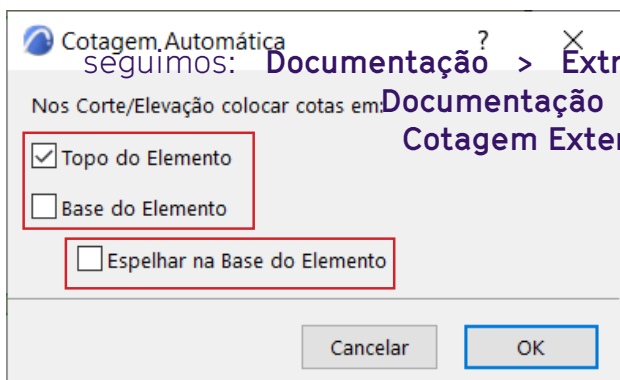 Cotagem Automática ? X
seguimos: Documentação > Extr
Nos Corte/Elevação colocar cotas em:
Documentação
Cotagem Exter
Topo do Elemento
Base do Elemento
Espelhar na Base do Elemento
Cancelar OK